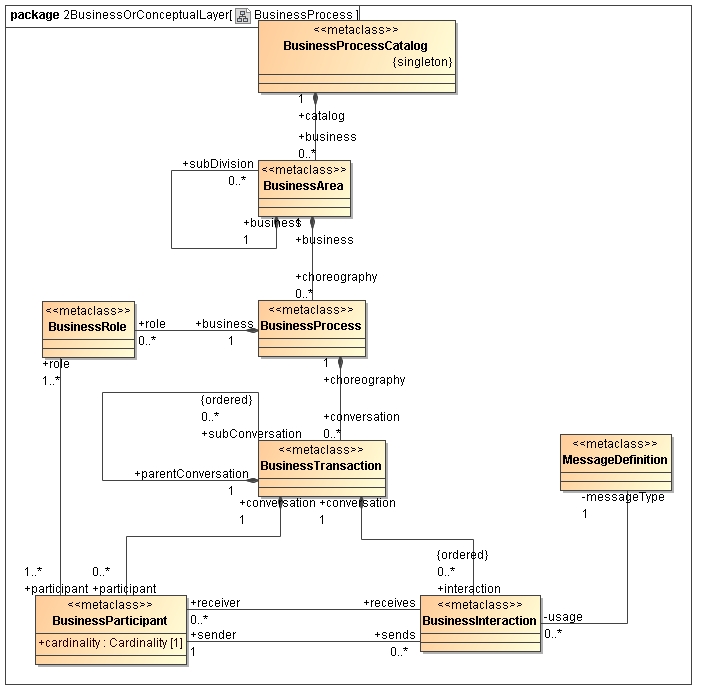 package 2BusinessOrConceptualLayer[ BusinessProcess ]
<<metaclass>>
BusinessProcessCatalog
{singleton}
1
+catalog
+business
0..*
<<metaclass>>
BusinessArea
+subDivision
0..*
+business
1
1
+business
+choreography
0..*
<<metaclass>>
BusinessRole
+role
0..*
+business
1
<<metaclass>>
BusinessProcess
+role
1..*
1
+choreography
{ordered}
0..*
+subConversation
+conversation
0..*
<<metaclass>>
BusinessTransaction
+parentConversation
1
<<metaclass>>
MessageDefinition
-messageType
1
+conversation
1
+conversation
1
{ordered}
0..*
+interaction
1..*
+participant
0..*
+participant
<<metaclass>>
BusinessParticipant
+cardinality : Cardinality [1]
+receiver
0..*
+receives
+sender
1
+sends
0..*
<<metaclass>>
BusinessInteraction
-usage
0..*